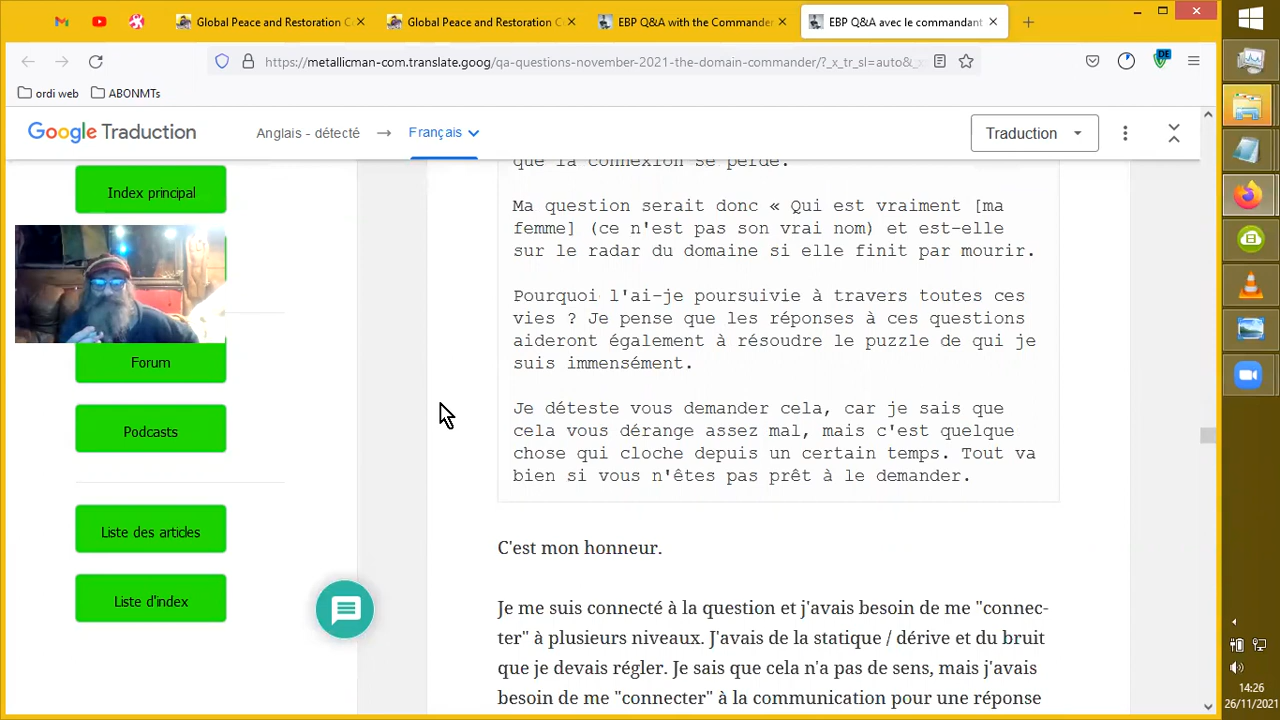 Global Peace and Restoration C
Global Peace and Restoration C
EBP Q&A with the Commander
EBP Q&A avec le commandant
https://metallicman-com.translate.goog/qa-questions-november-2021-the-domain-commander/?_x_tr_sl=auto&_x
DE
ordi web
ABONMTs
Google Traduction
Anglais - détecté
Français
Traduction
Index principal
Forum
Podcasts
Liste des articles
Liste d'index
que la connexion se perde.
Ma question serait donc « Qui est vraiment [ma
femme] (ce n'est pas son vrai nom) et est-elle
sur le radar du domaine si elle finit par mourir.
Pourquoi l'ai-je poursuivie à travers toutes ces
vies ? Je pense que les réponses à ces questions
aideront également à résoudre le puzzle de qui je
suis immensément.
Je déteste vous demander cela, car je sais que
cela vous dérange assez mal, mais c'est quelque
chose qui cloche depuis un certain temps. Tout va
bien si vous n'êtes pas prêt à le demander.
C'est mon honneur.
Je me suis connecté à la question et j'avais besoin de me "connec-
ter" à plusieurs niveaux. J'avais de la statique / dérive et du bruit
que je devais régler. Je sais que cela n'a pas de sens, mais j'avais
besoin de me "connecter" à la communication pour une réponse
14:26
26/11/2021